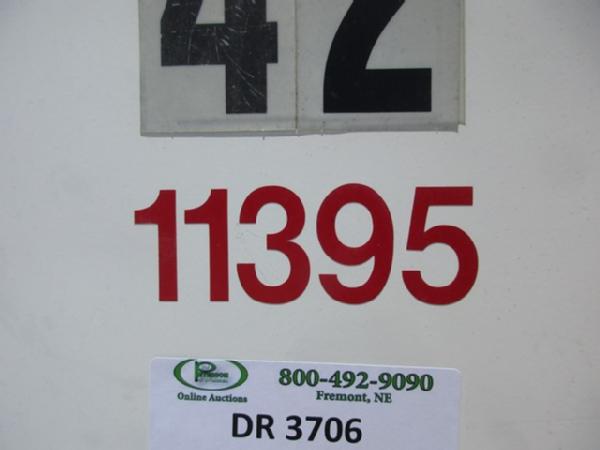 42
11395
800-492-9090
Online Auctions
Fremont, NE
DR 3706